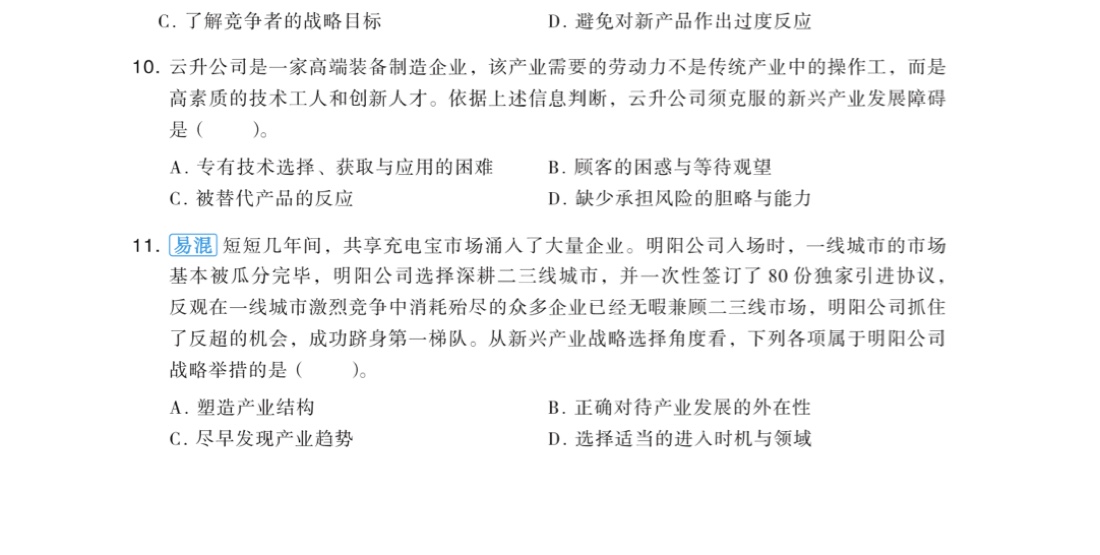 C. 了解竞争者的战略目标 D. 避免对新产品作出过度反应
10. 云升公司是一家高端装备制造企业，该产业需要的劳动力不是传统产业中的操作工，而是
高素质的技术工人和创新人才。依据上述信息判断，云升公司须克服的新兴产业发展障碍
是（　　）。
A. 专有技术选择、获取与应用的困难 B. 顾客的困惑与等待观望
C. 被替代产品的反应 D. 缺少承担风险的胆略与能力
11. 易混 短短几年间，共享充电宝市场涌入了大量企业。明阳公司入场时，一线城市的市场
基本被瓜分完毕，明阳公司选择深耕二三线城市，并一次性签订了 80 份独家引进协议，
反观在一线城市激烈竞争中消耗殆尽的众多企业已经无暇兼顾二三线市场，明阳公司抓住
了反超的机会，成功跻身第一梯队。从新兴产业战略选择角度看，下列各项属于明阳公司
战略举措的是（　　）。
A. 塑造产业结构 B. 正确对待产业发展的外在性
C. 尽早发现产业趋势 D. 选择适当的进入时机与领域